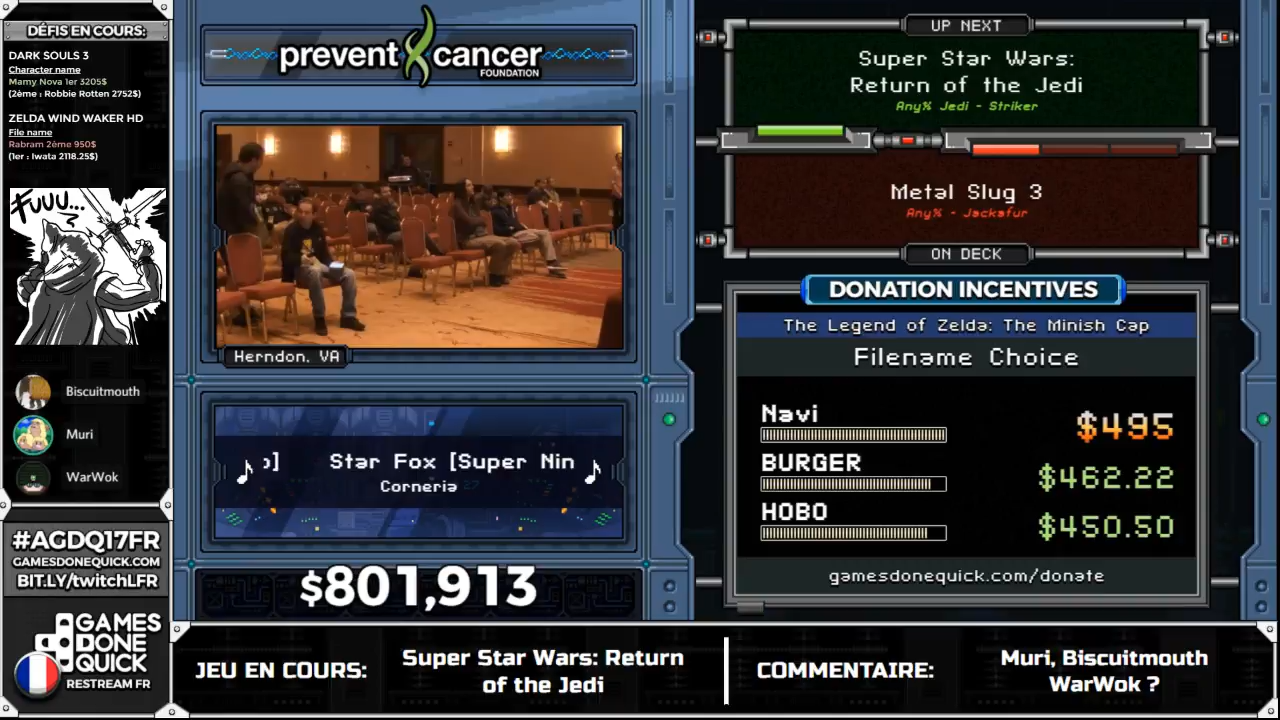 DÉFIS EN COURS:
DARK SOULS 3
Character name
Mamy Nova 1er 3205$
(2ème : Robbie Rotten 2752$)
ZELDA WIND WAKER HD
File name
Rabram 2ème 950$
(1er : Iwata 2118.25$)
FUUU...
Biscuitmouth
Muri
WarWok
#AGDQ17FR
GAMESDONEQUICK.COM
BIT.LY/twitchLFR
GAMES
DONE
QUICK
RESTREAM FR
prevent cancer
FOUNDATION
Herndon, VA
Star Fox [Super Nin
Corneria
$801,913
UP NEXT
Super Star Wars:
Return of the Jedi
Any% Jedi - Striker
Metal Slug 3
Any% - Jackafur
ON DECK
DONATION INCENTIVES
The Legend of Zelda: The Minish Cap
Filename Choice
Navi $495
BURGER $462.22
HOBO $450.50
gamesdonequick.com/donate
JEU EN COURS:
Super Star Wars: Return
of the Jedi
COMMENTAIRE:
Muri, Biscuitmouth
WarWok ?